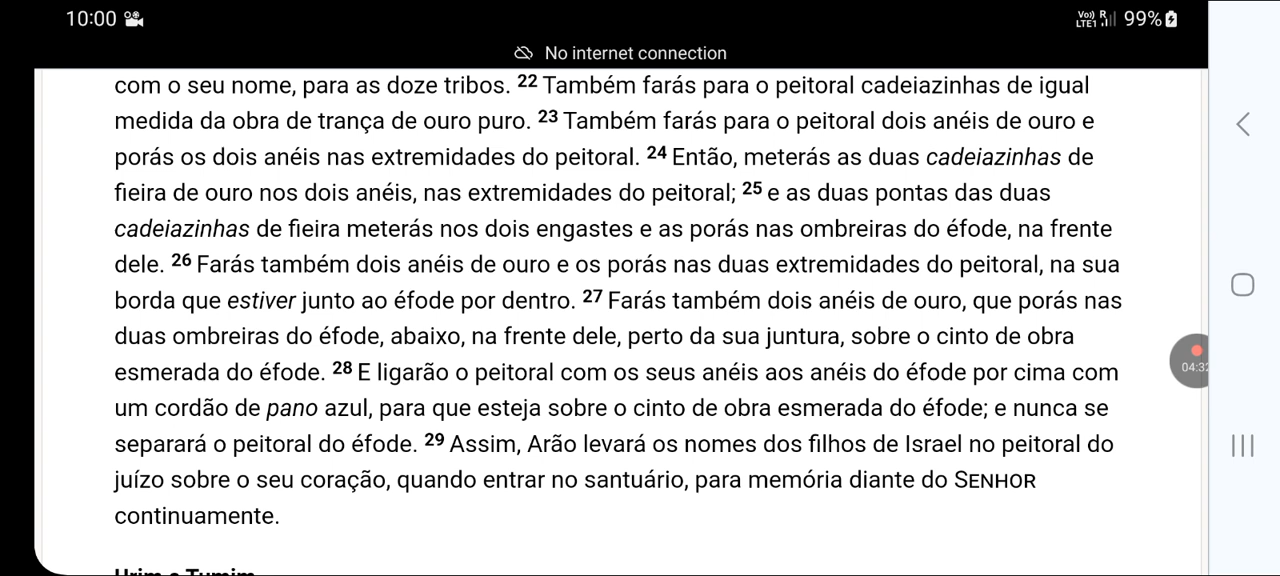 10:00
Vo)) R
LTE1
99%
No internet connection
com o seu nome, para as doze tribos. 22 Também farás para o peitoral cadeiazinhas de igual
medida da obra de trança de ouro puro. 23 Também farás para o peitoral dois anéis de ouro e
porás os dois anéis nas extremidades do peitoral. 24 Então, meterás as duas cadeiazinhas de
fieira de ouro nos dois anéis, nas extremidades do peitoral; 25 e as duas pontas das duas
cadeiazinhas de fieira meterás nos dois engastes e as porás nas ombreiras do éfode, na frente
dele. 26 Farás também dois anéis de ouro e os porás nas duas extremidades do peitoral, na sua
borda que estiver junto ao éfode por dentro. 27 Farás também dois anéis de ouro, que porás nas
duas ombreiras do éfode, abaixo, na frente dele, perto da sua juntura, sobre o cinto de obra
esmerada do éfode. 28 E ligarão o peitoral com os seus anéis aos anéis do éfode por cima com
um cordão de pano azul, para que esteja sobre o cinto de obra esmerada do éfode; e nunca se
separará o peitoral do éfode. 29 Assim, Arão levará os nomes dos filhos de Israel no peitoral do
juízo sobre o seu coração, quando entrar no santuário, para memória diante do SENHOR
continuamente.
Urim e Tumim